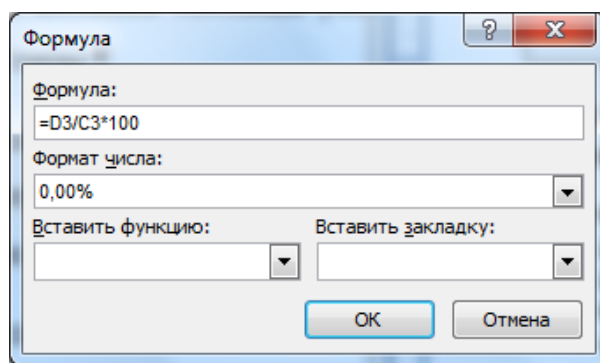 Формула
Формула:
=D3/C3*100
Формат числа:
0,00%
Вставить функцию: Вставить закладку:
ОК Отмена